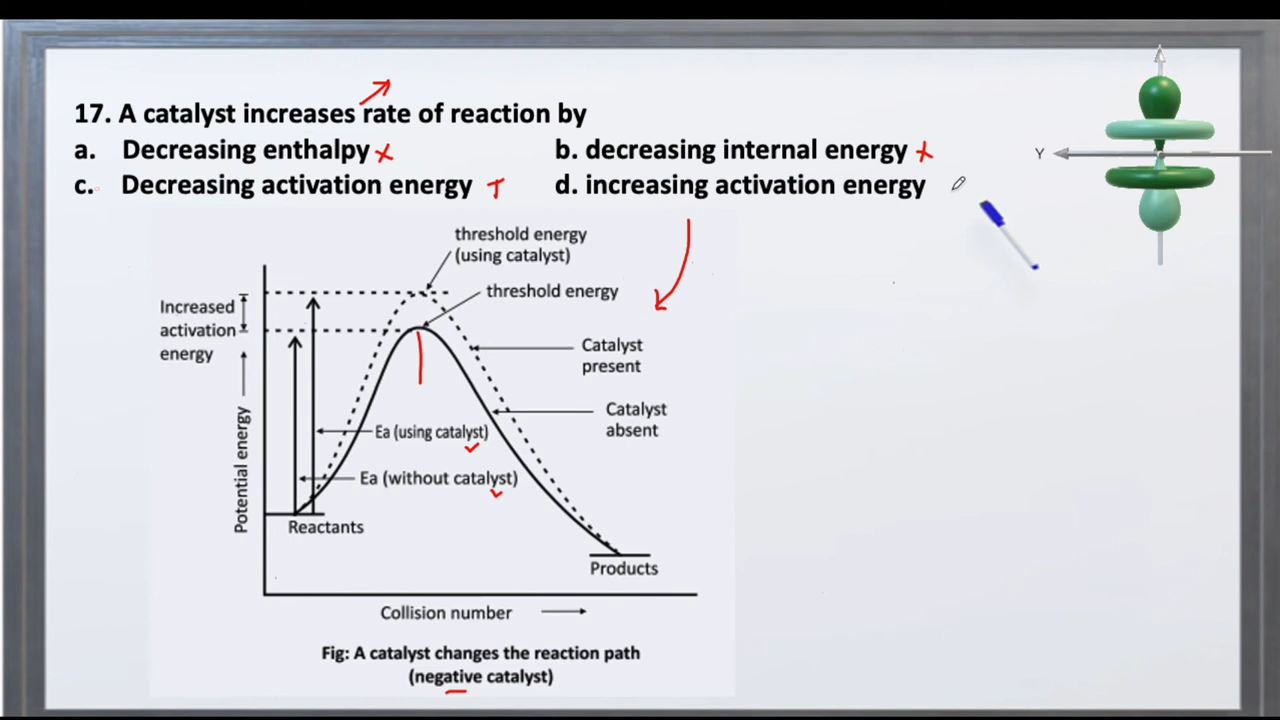 17. A catalyst increases rate of reaction by
a. Decreasing enthalpy x b. decreasing internal energy x
c. Decreasing activation energy T d. increasing activation energy
threshold energy
(using catalyst)
threshold energy
Increased
activation
energy
Catalyst
present
Catalyst
absent
Ea (using catalyst)
Ea (without catalyst)
Potential energy
Reactants
Products
Collision number
Fig: A catalyst changes the reaction path
(negative catalyst)
Y